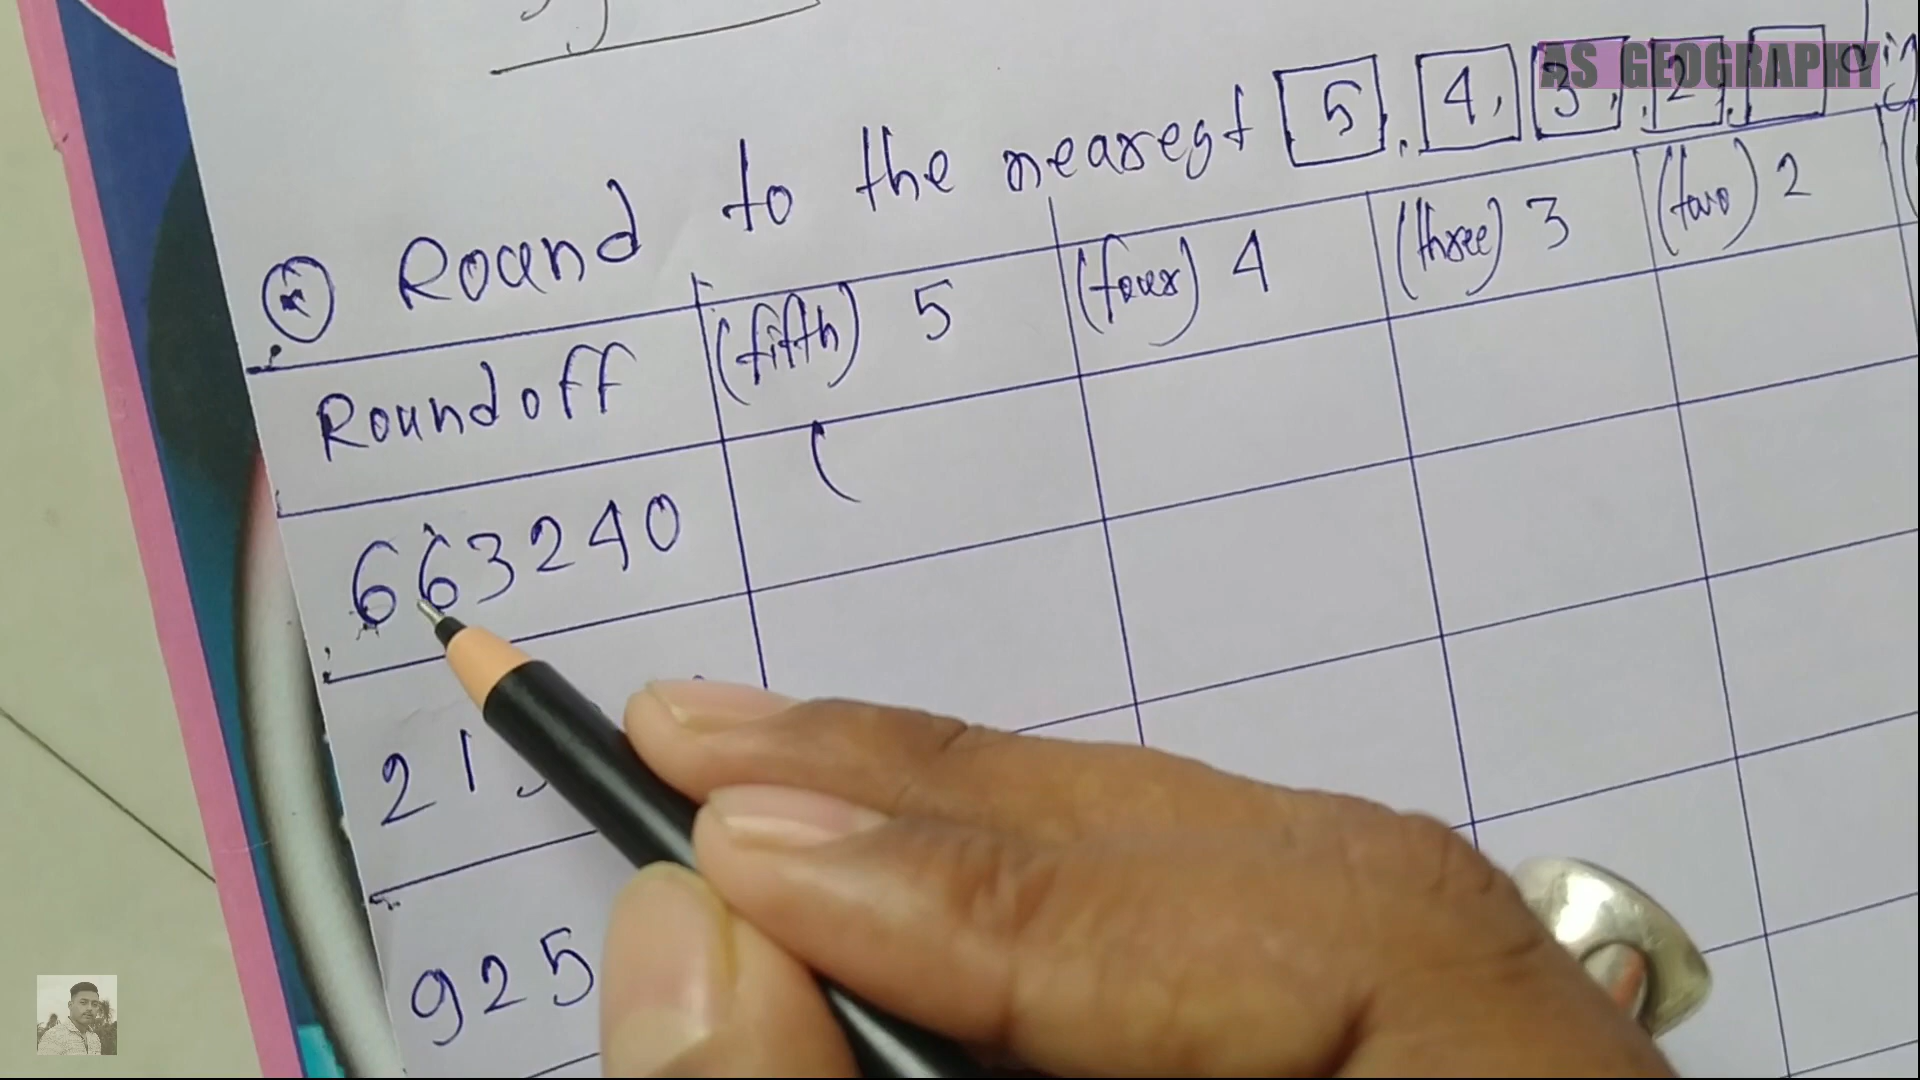 AS GEOGRAPHY
Round to the nearest 5, 4, 3, 2, 1
Roundoff (fifth) 5 (four) 4 (three) 3 (two) 2
663240 (
21
925